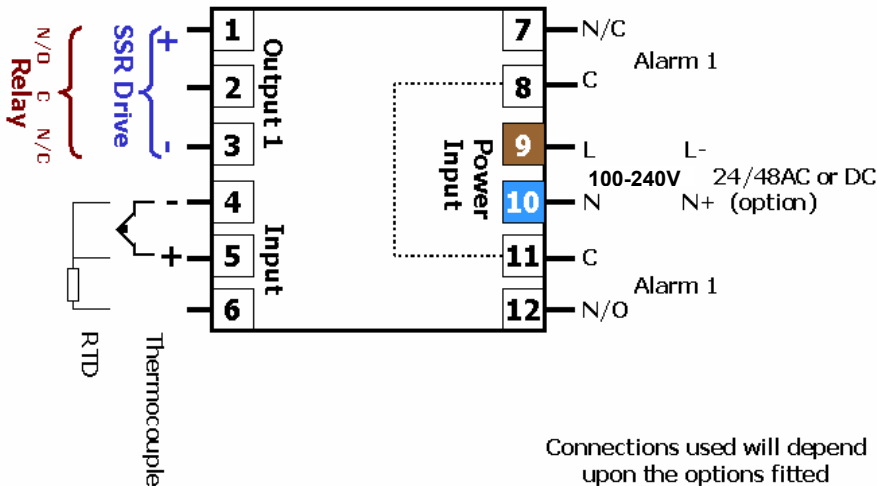 1
2
3
4
5
6
Output 1
Input
+
SSR Drive
-
N/O
C
N/C
Relay
-
+
RTD
Thermocouple
7
8
9
10
11
12
Power
Input
N/C
C
Alarm 1
L
L-
100-240V
24/48AC or DC
N
N+ (option)
C
Alarm 1
N/O
Connections used will depend
upon the options fitted